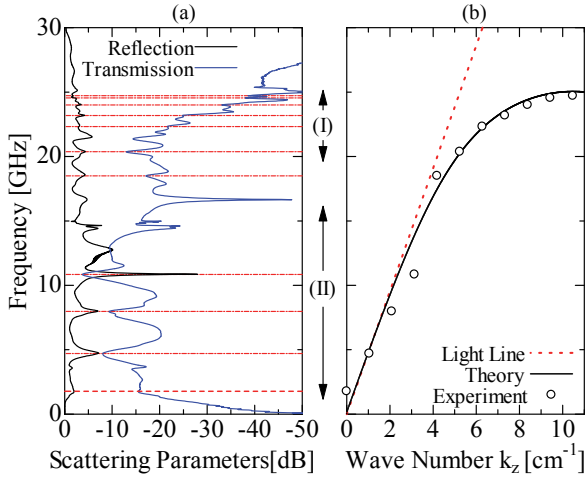 (a)
(b)
30
20
10
0
Frequency [GHz]
Reflection
Transmission
(I)
(II)
Light Line
Theory
Experiment
0 -10 -20 -30 -40 -50
0 2 4 6 8 10
Scattering Parameters[dB]
Wave Number k_z [cm⁻¹]